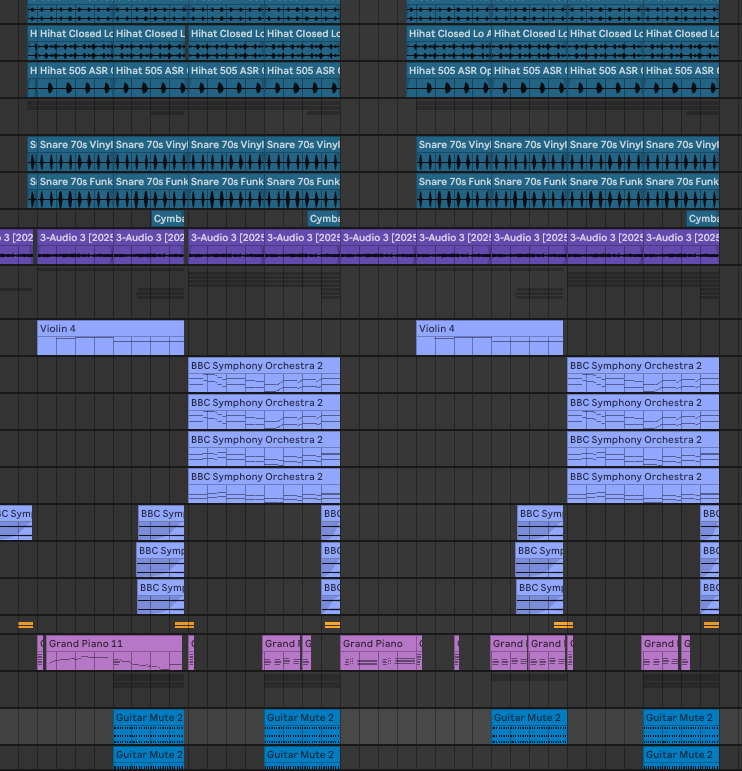 H Hihat Closed Lo Hihat Closed L Hihat Closed Lo Hihat Closed Lo Hihat Closed Lo A Hihat Closed Lo Hihat Closed Lo Hihat Closed Lo
H Hihat 505 ASR ( Hihat 505 ASR Hihat 505 ASR ( Hihat 505 ASR ( Hihat 505 ASR Op Hihat 505 ASR ( Hihat 505 ASR ( Hihat 505 ASR (
S Snare 70s Vinyl Snare 70s Viny Snare 70s Vinyl Snare 70s Vinyl Snare 70s Vinyl Snare 70s Vinyl Snare 70s Vinyl Snare 70s Vinyl
S Snare 70s Funk Snare 70s Funk Snare 70s Funk Snare 70s Funk Snare 70s Funk Snare 70s Funk Snare 70s Funk Snare 70s Funk
Cymba Cymba Cymba
3 [202 3-Audio 3 [2025 3-Audio 3 [202 3-Audio 3 [2025 3-Audio 3 [2025 3-Audio 3 [2025 3-Audio 3 [2025 3-Audio 3 [2025 3-Audio 3 [2025 3-Audio 3 [2025
Violin 4 Violin 4
BBC Symphony Orchestra 2 BBC Symphony Orchestra 2
BBC Symphony Orchestra 2 BBC Symphony Orchestra 2
BBC Symphony Orchestra 2 BBC Symphony Orchestra 2
BBC Symphony Orchestra 2 BBC Symphony Orchestra 2
C Sym BBC Sym BBC BBC Sym BBC
BBC Symp BBC BBC Symp BBC
BBC Symp BBC BBC Symp BBC
Grand Piano 11 Grand G Grand Piano Grand Grand Grand G
Guitar Mute 2 Guitar Mute 2 Guitar Mute 2 Guitar Mute 2
Guitar Mute 2 Guitar Mute 2 Guitar Mute 2